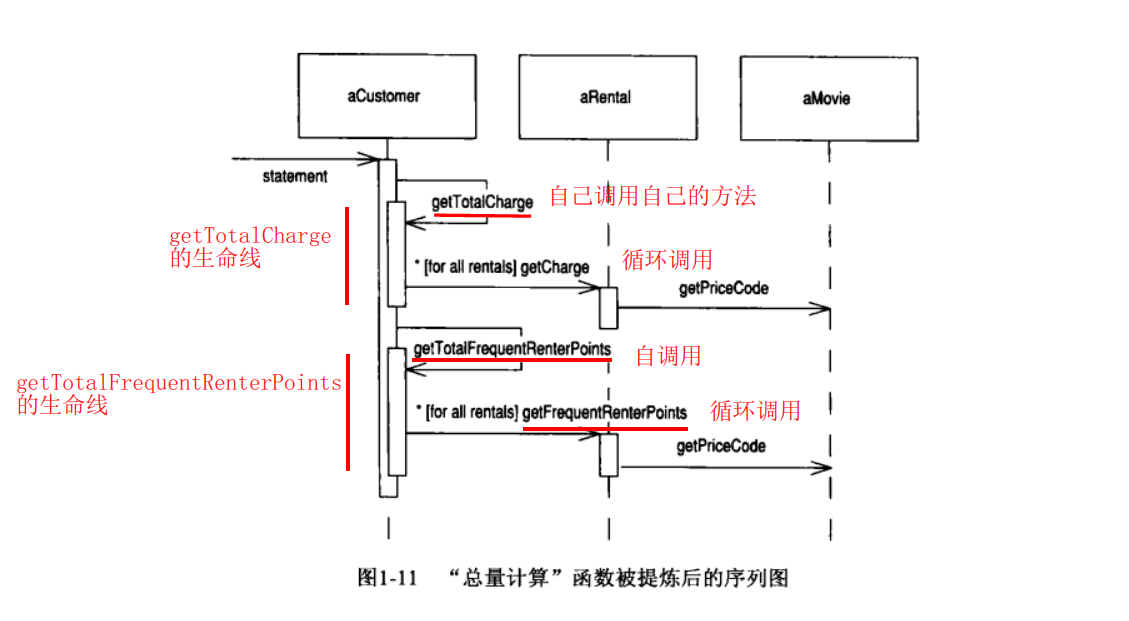 aCustomer
aRental
aMovie
statement
getTotalCharge
自己调用自己的方法
getTotalCharge
的生命线
* [for all rentals] getCharge
循环调用
getPriceCode
getTotalFrequentRenterPoints
自调用
getTotalFrequentRenterPoints
的生命线
* [for all rentals] getFrequentRenterPoints
循环调用
getPriceCode
图1-11 “总量计算”函数被提炼后的序列图